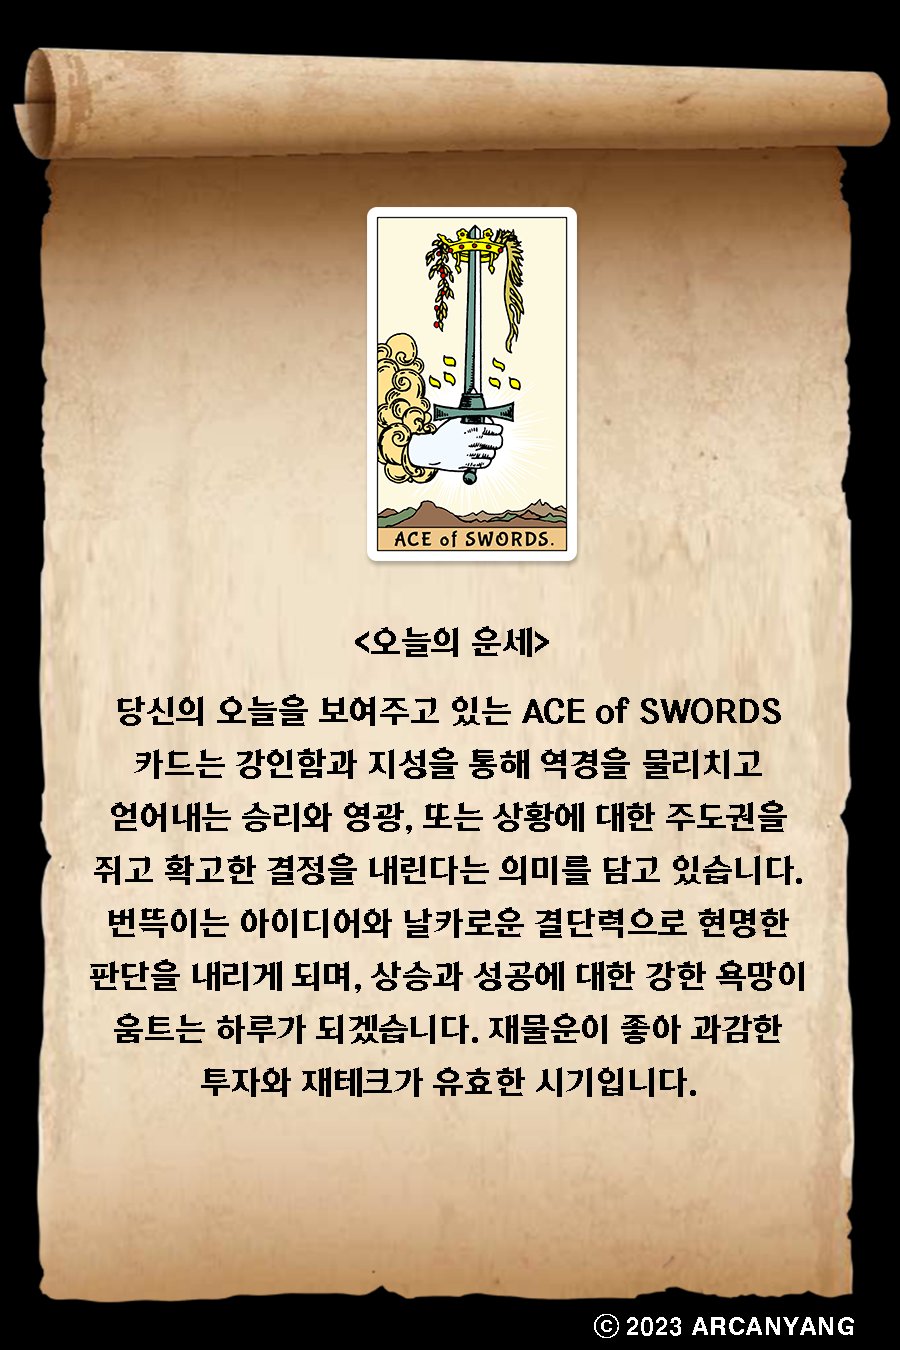 ACE of SWORDS.
<오늘의 운세>
당신의 오늘을 보여주고 있는 ACE of SWORDS
카드는 강인함과 지성을 통해 역경을 물리치고
얻어내는 승리와 영광, 또는 상황에 대한 주도권을
쥐고 확고한 결정을 내린다는 의미를 담고 있습니다.
번뜩이는 아이디어와 날카로운 결단력으로 현명한
판단을 내리게 되며, 상승과 성공에 대한 강한 욕망이
움트는 하루가 되겠습니다. 재물운이 좋아 과감한
투자와 재테크가 유효한 시기입니다.
© 2023 ARCANYANG